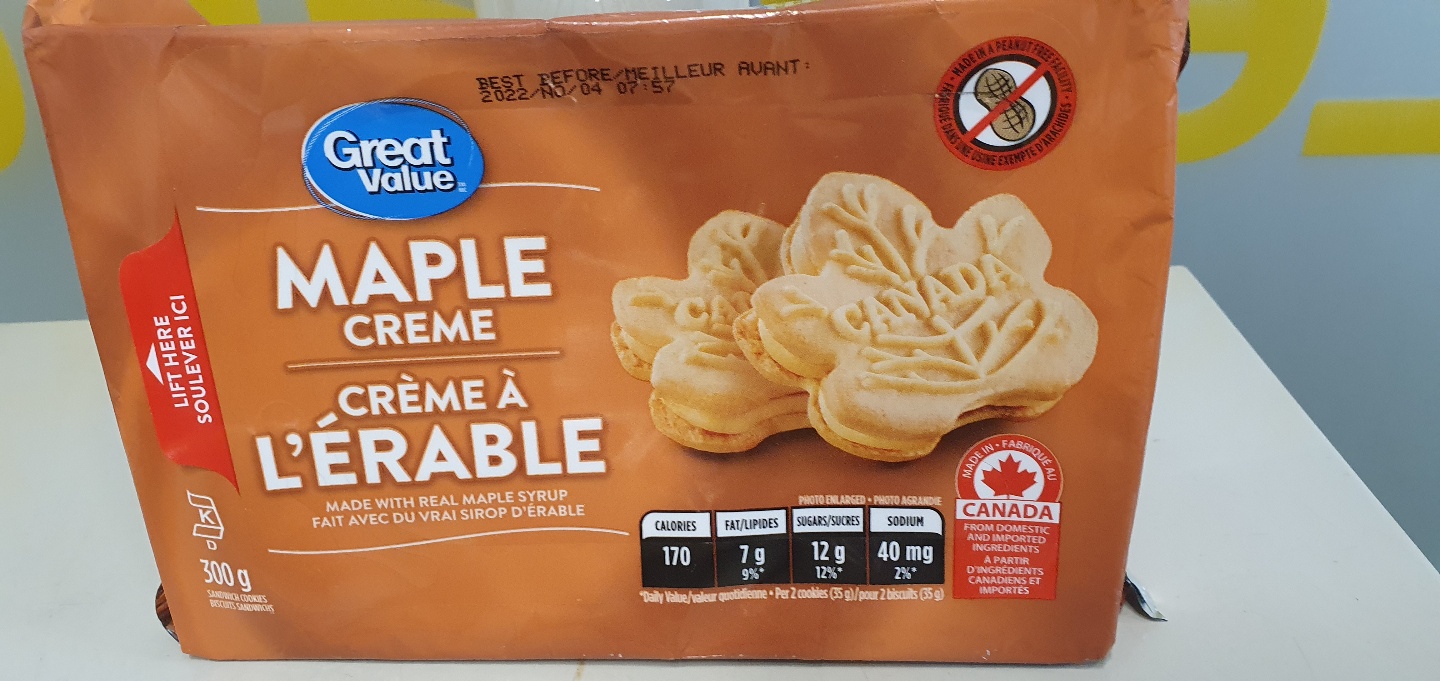 BEST BEFORE/MEILLEUR AVANT:
2022/NO/04 07:57
MADE IN A PEANUT FREE FACILITY
FABRIQUÉ DANS UNE USINE EXEMPTE D'ARACHIDES
Great
Value
MAPLE
CREME
CRÈME À
L'ÉRABLE
MADE WITH REAL MAPLE SYRUP
FAIT AVEC DU VRAI SIROP D'ÉRABLE
LIFT HERE
SOULEVER ICI
K
D
300 g
SANDWICH COOKIES
BISCUITS SANDWICHS
CANADA
CAN
PHOTO ENLARGED • PHOTO AGRANDIE
CALORIES FAT/LIPIDES SUGARS/SUCRES SODIUM
170 7 g 12 g 40 mg
9%* 12%* 2%*
*Daily Value/valeur quotidienne • Per 2 cookies (35 g)/pour 2 biscuits (35 g)
MADE IN • FABRIQUÉ AU
CANADA
FROM DOMESTIC
AND IMPORTED
INGREDIENTS
À PARTIR
D'INGRÉDIENTS
CANADIENS ET
IMPORTÉS